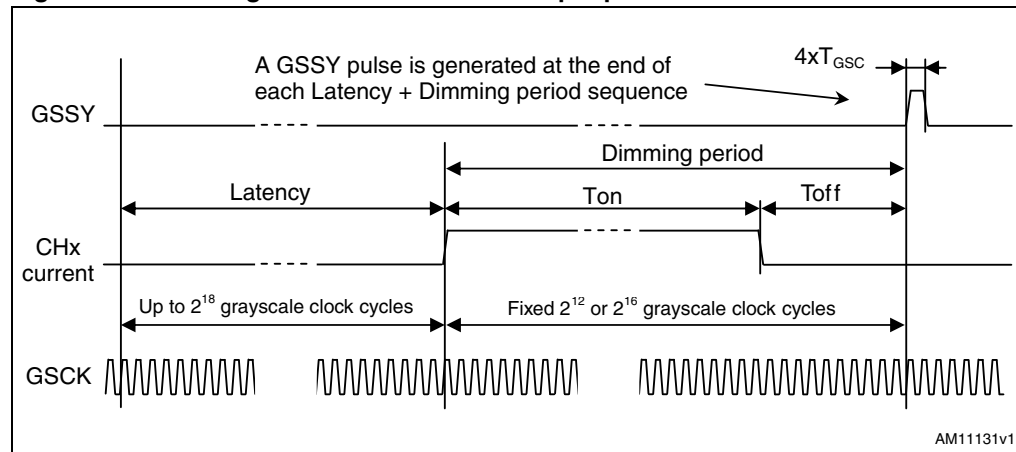 A GSSY pulse is generated at the end of
each Latency + Dimming period sequence
4xTGSC
GSSY
Dimming period
Latency
Ton
Toff
CHx
current
Up to 2^18 grayscale clock cycles
Fixed 2^12 or 2^16 grayscale clock cycles
GSCK
AM11131v1